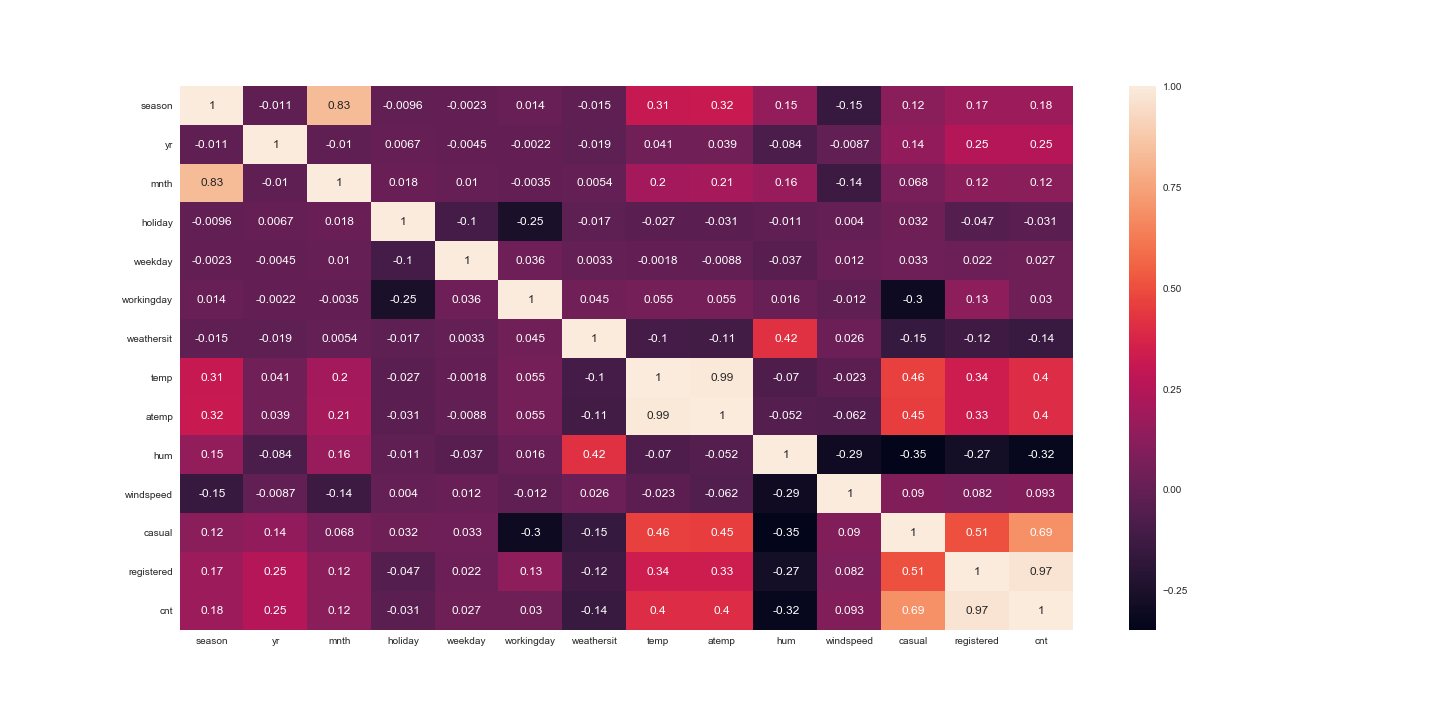 season 1 -0.011 0.83 -0.0096 -0.0023 0.014 -0.015 0.31 0.32 0.15 -0.15 0.12 0.17 0.18
yr -0.011 1 -0.01 0.0067 -0.0045 -0.0022 -0.019 0.041 0.039 -0.084 -0.0087 0.14 0.25 0.25
mnth 0.83 -0.01 1 0.018 0.01 -0.0035 0.0054 0.2 0.21 0.16 -0.14 0.068 0.12 0.12
holiday -0.0096 0.0067 0.018 1 -0.1 -0.25 -0.017 -0.027 -0.031 -0.011 0.004 0.032 -0.047 -0.031
weekday -0.0023 -0.0045 0.01 -0.1 1 0.036 0.0033 -0.0018 -0.0088 -0.037 0.012 0.033 0.022 0.027
workingday 0.014 -0.0022 -0.0035 -0.25 0.036 1 0.045 0.055 0.055 0.016 -0.012 -0.3 0.13 0.03
weathersit -0.015 -0.019 0.0054 -0.017 0.0033 0.045 1 -0.1 -0.11 0.42 0.026 -0.15 -0.12 -0.14
temp 0.31 0.041 0.2 -0.027 -0.0018 0.055 -0.1 1 0.99 -0.07 -0.023 0.46 0.34 0.4
atemp 0.32 0.039 0.21 -0.031 -0.0088 0.055 -0.11 0.99 1 -0.052 -0.062 0.45 0.33 0.4
hum 0.15 -0.084 0.16 -0.011 -0.037 0.016 0.42 -0.07 -0.052 1 -0.29 -0.35 -0.27 -0.32
windspeed -0.15 -0.0087 -0.14 0.004 0.012 -0.012 0.026 -0.023 -0.062 -0.29 1 0.09 0.082 0.093
casual 0.12 0.14 0.068 0.032 0.033 -0.3 -0.15 0.46 0.45 -0.35 0.09 1 0.51 0.69
registered 0.17 0.25 0.12 -0.047 0.022 0.13 -0.12 0.34 0.33 -0.27 0.082 0.51 1 0.97
cnt 0.18 0.25 0.12 -0.031 0.027 0.03 -0.14 0.4 0.4 -0.32 0.093 0.69 0.97 1
season yr mnth holiday weekday workingday weathersit temp atemp hum windspeed casual registered cnt
1.00
0.75
0.50
0.25
0.00
−0.25